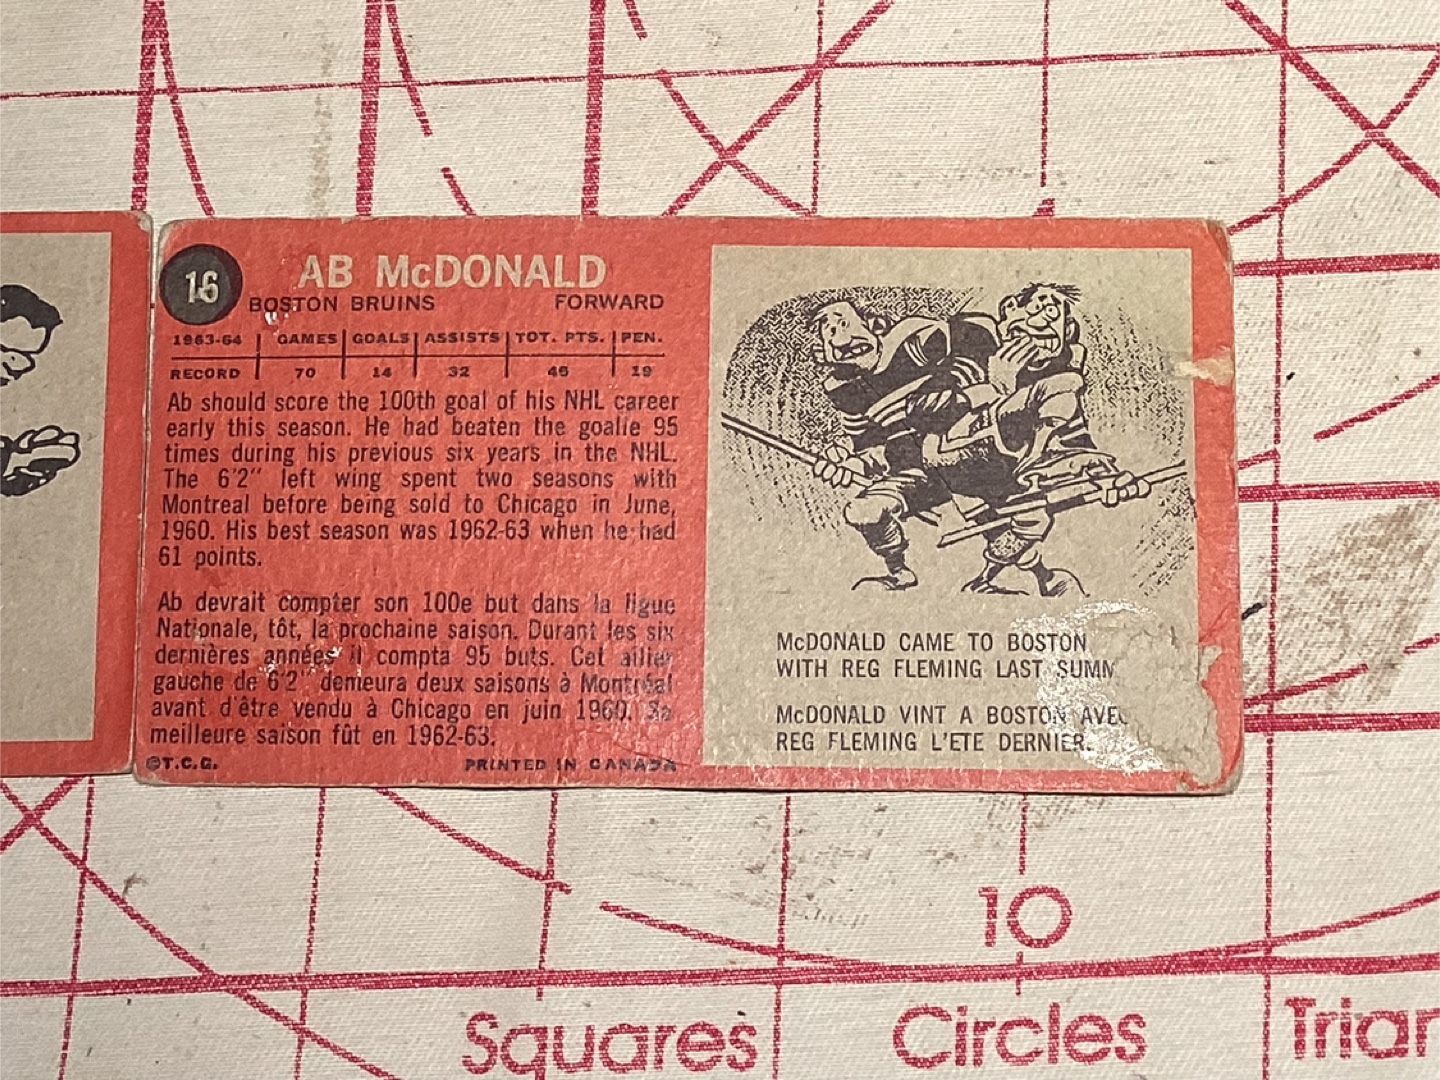 16
AB McDONALD
BOSTON BRUINS FORWARD
1963-64 GAMES GOALS ASSISTS TOT. PTS. PEN.
RECORD 70 14 32 46 19
Ab should score the 100th goal of his NHL career
early this season. He had beaten the goalie 95
times during his previous six years in the NHL.
The 6'2" left wing spent two seasons with
Montreal before being sold to Chicago in June,
1960. His best season was 1962-63 when he had
61 points.
Ab devrait compter son 100e but dans la ligue
Nationale, tôt, la prochaine saison. Durant les six
dernières années il compta 95 buts. Cet ailier
gauche de 6'2" demeura deux saisons à Montréal
avant d'être vendu à Chicago en juin 1960. Sa
meilleure saison fût en 1962-63.
©T.C.G. PRINTED IN CANADA
McDONALD CAME TO BOSTON
WITH REG FLEMING LAST SUMM
McDONALD VINT A BOSTON AVEC
REG FLEMING L'ETE DERNIER.
10
Squares Circles Trian